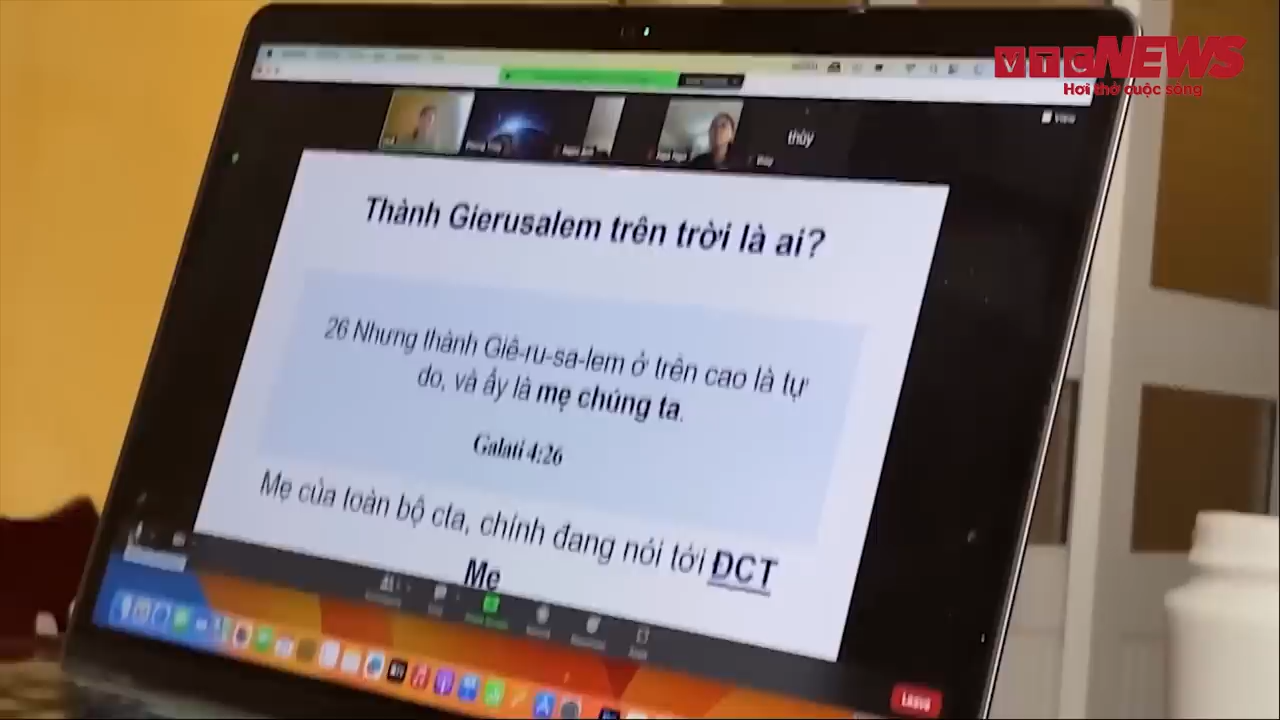 VTC NEWS
Hơi thở cuộc sống
View
thủy
Thành Gierusalem trên trời là ai?
26 Nhưng thành Giê-ru-sa-lem ở trên cao là tự
do, và ấy là mẹ chúng ta.
Galati 4:26
Mẹ của toàn bộ cta, chính đang nói tới ĐCT
Mẹ
Leave